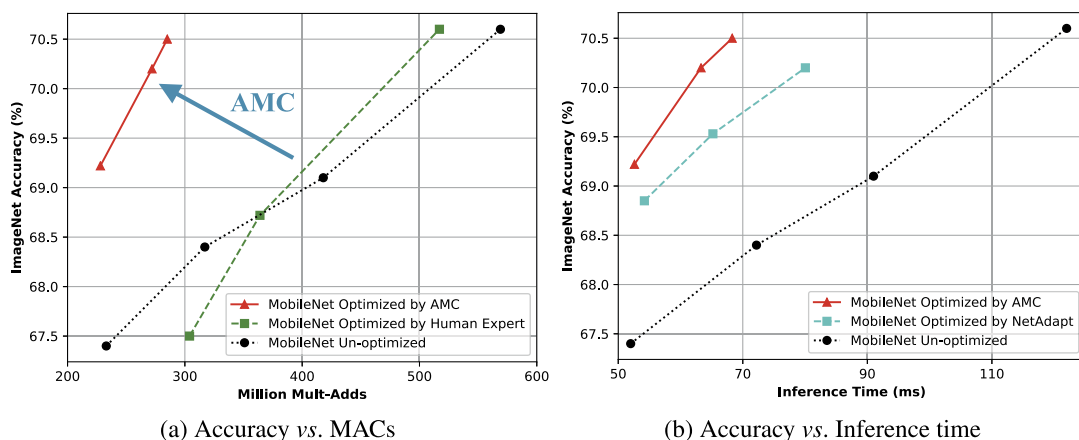 ImageNet Accuracy (%)
70.5
70.0
69.5
69.0
68.5
68.0
67.5
AMC
MobileNet Optimized by AMC
MobileNet Optimized by Human Expert
MobileNet Un-optimized
200 300 400 500 600
Million Mult-Adds
(a) Accuracy vs. MACs
ImageNet Accuracy (%)
70.5
70.0
69.5
69.0
68.5
68.0
67.5
MobileNet Optimized by AMC
MobileNet Optimized by NetAdapt
MobileNet Un-optimized
50 70 90 110
Inference Time (ms)
(b) Accuracy vs. Inference time